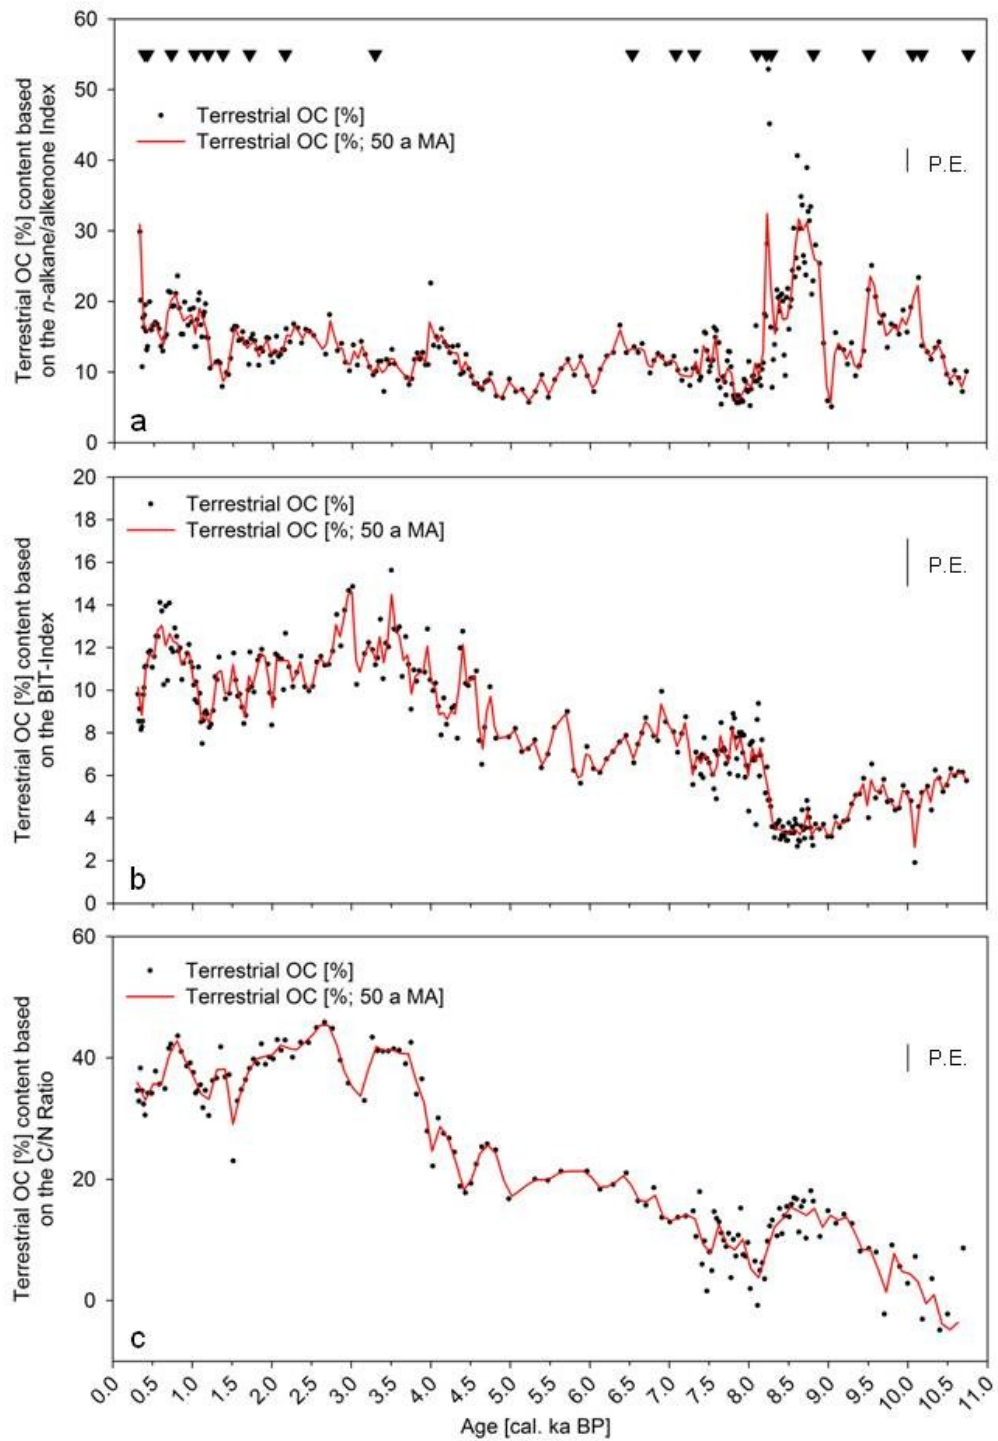 60
50
40
30
20
10
0
Terrestrial OC [%] content based
on the n-alkane/alkenone Index
Terrestrial OC [%]
Terrestrial OC [%; 50 a MA]
P.E.
a
20
18
16
14
12
10
8
6
4
2
0
Terrestrial OC [%] content based
on the BIT-Index
Terrestrial OC [%]
Terrestrial OC [%; 50 a MA]
P.E.
b
60
40
20
0
Terrestrial OC [%] content based
on the C/N Ratio
Terrestrial OC [%]
Terrestrial OC [%; 50 a MA]
P.E.
c
0.0 0.5 1.0 1.5 2.0 2.5 3.0 3.5 4.0 4.5 5.0 5.5 6.0 6.5 7.0 7.5 8.0 8.5 9.0 9.5 10.0 10.5 11.0
Age [cal. ka BP]